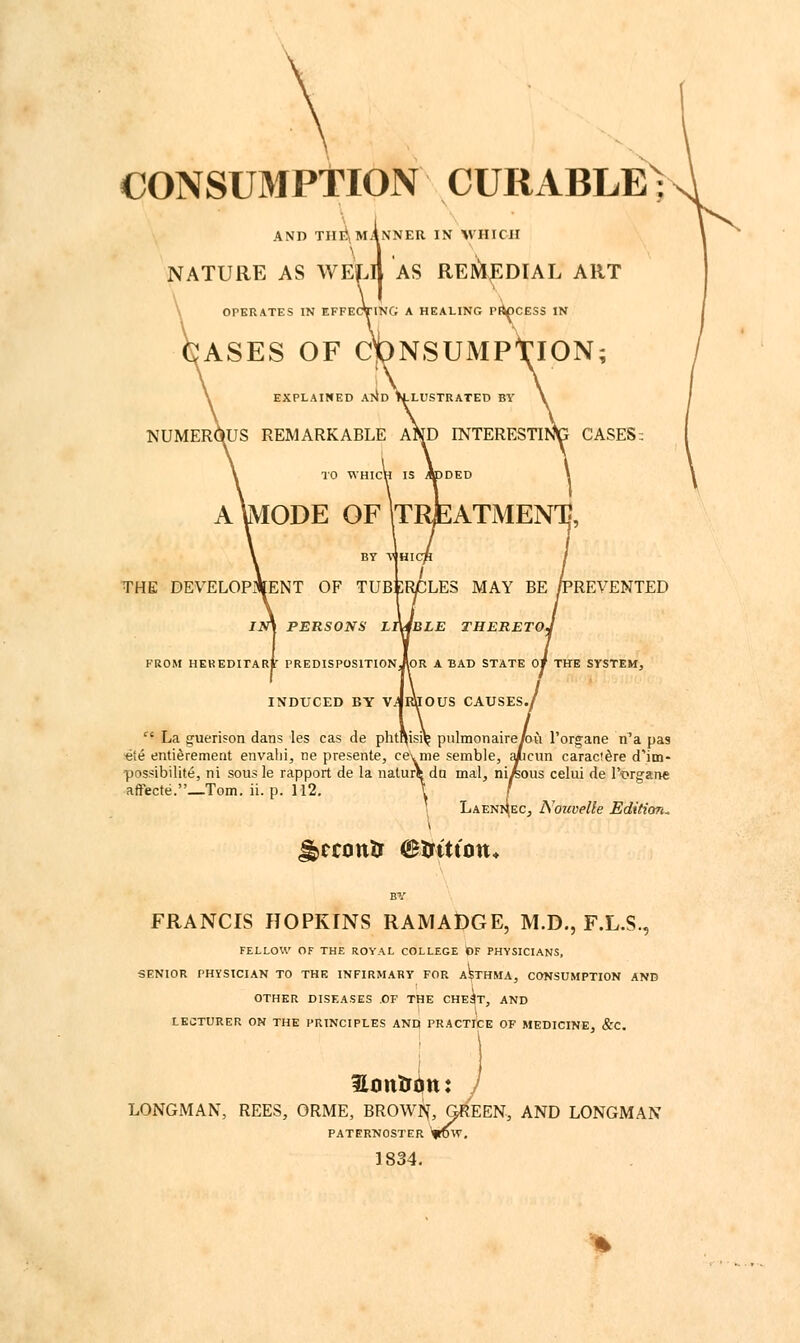 CONSUMPTION CURABLE;
AND THE MANNER IN WHICH
NATURE AS WELL AS REMEDIAL ART
OPERATES IN EFFECTING A HEALING PROCESS IN
CASES OF CONSUMPTION;
EXPLAINED AND ILLUSTRATED BY
NUMEROUS REMARKABLE AND INTERESTING CASES:
TO WHICH IS ADDED
A MODE OF TREATMENT,
BY WHICH
THE DEVELOPMENT OF TUBERCLES MAY BE PREVENTED
IN PERSONS LIABLE THERETO,
FROM HEREDITARY PREDISPOSITION, OR A BAD STATE OF THE SYSTEM,
INDUCED BY VARIOUS CAUSES.
“ La guerison dans les cas de phthisie pulmonaire où l'organe n'a pas
été entièrement envahi, ne presente, ce me semble, aucun caractère d'im-
possibilité, ni sous le rapport de la nature du mal, ni sous celui de l'organe
affecté.”—Tom. ii. p. 112.
LAENNEC, Nouvelle Edition.
Second Edition.
BY
FRANCIS HOPKINS RAMADGE, M.D., F.L.S.,
FELLOW OF THE ROYAL COLLEGE OF PHYSICIANS,
SENIOR PHYSICIAN TO THE INFIRMARY FOR ASTHMA, CONSUMPTION AND
OTHER DISEASES OF THE CHEST, AND
LECTURER ON THE PRINCIPLES AND PRACTICE OF MEDICINE, &c.
London:
LONGMAN, REES, ORME, BROWN, GREEN, AND LONGMAN
PATERNOSTER ROW.
1834.